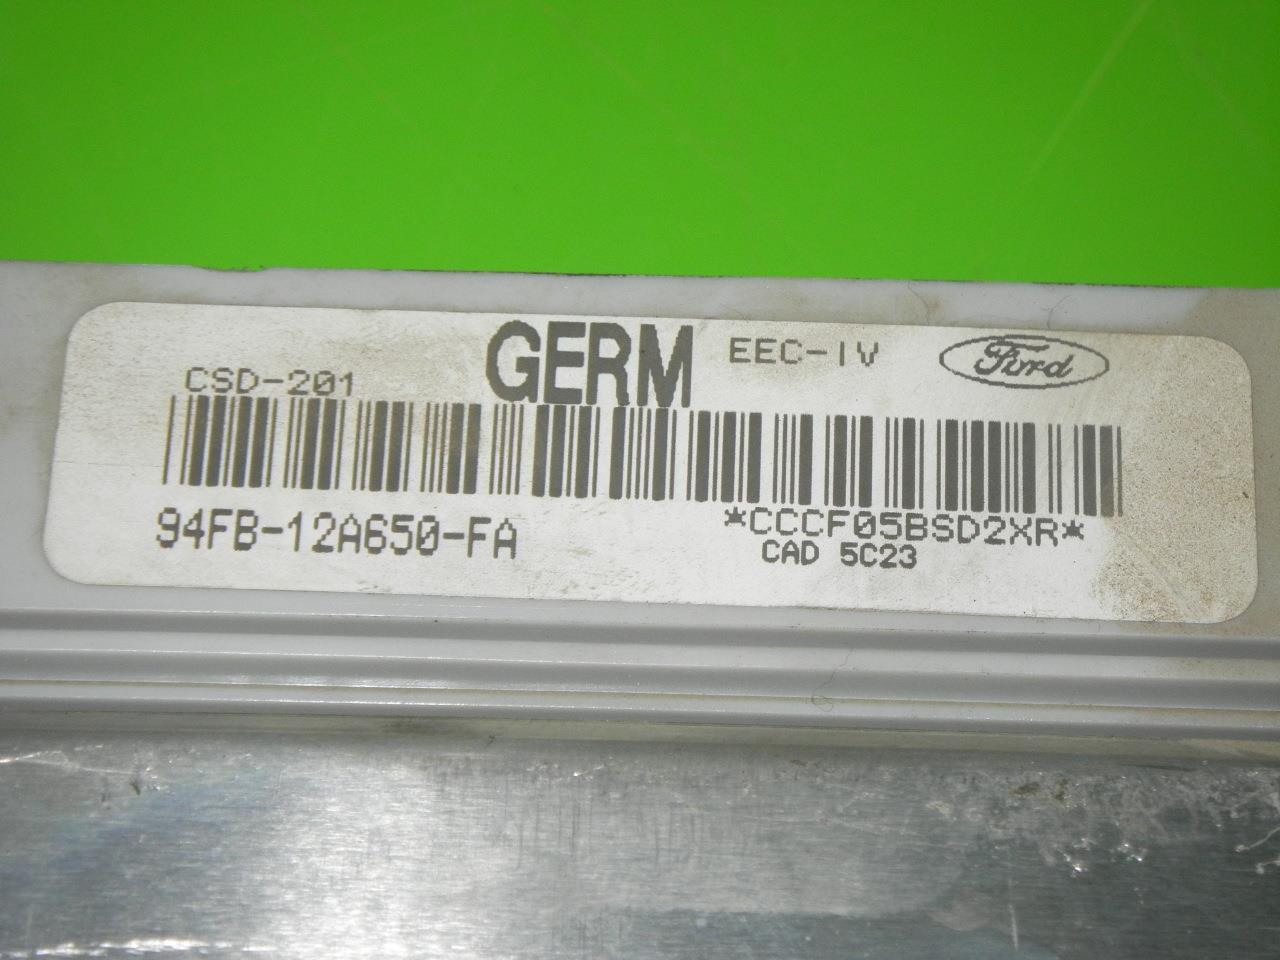 GERM EEC-IV Ford
CSD-201
94FB-12A650-FA *CCCF05BSD2XR*
CAD 5C23